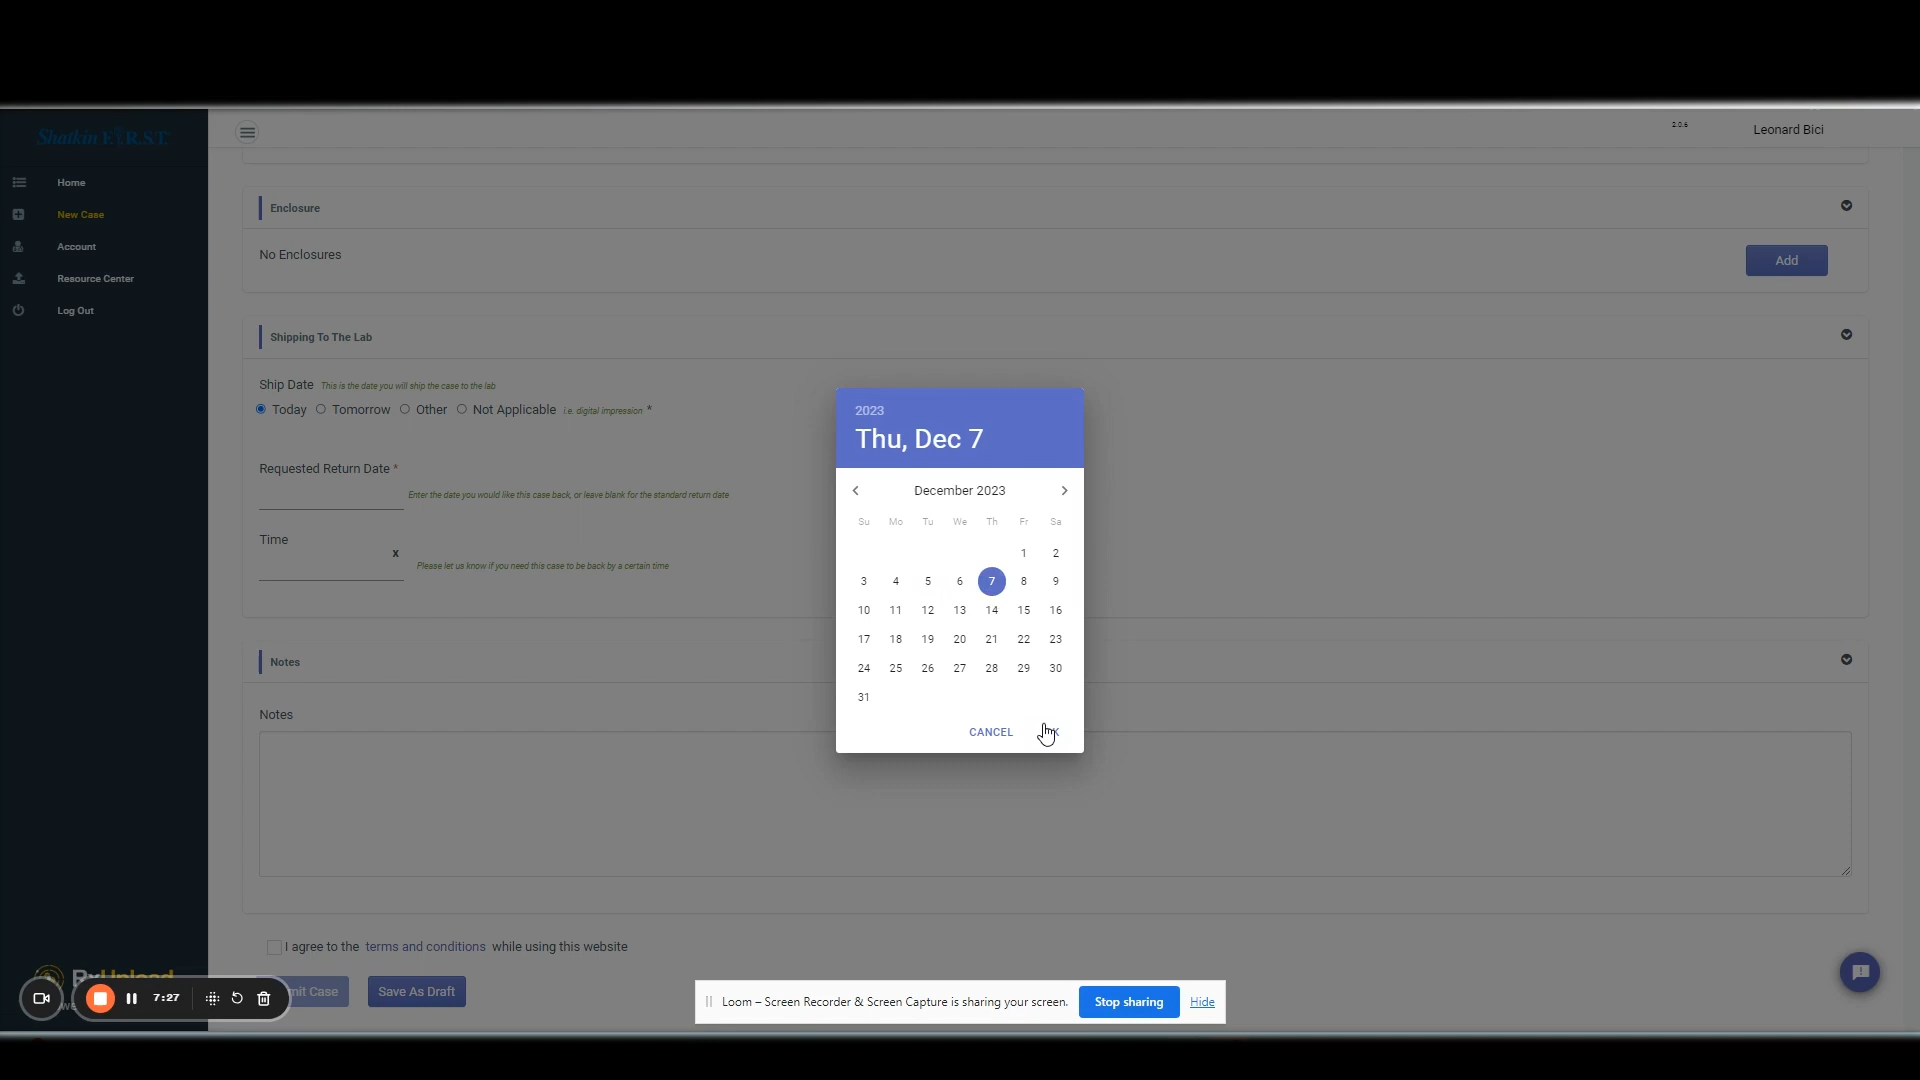 Shatkin F.I.R.S.T.
2.0.6
Leonard Bici
Home
New Case
Account
Resource Center
Log Out
Enclosure
No Enclosures
Add
Shipping To The Lab
Ship Date This is the date you will ship the case to the lab
Today Tomorrow Other Not Applicable i.e. digital impression *
Requested Return Date *
Enter the date you would like this case back, or leave blank for the standard return date
Time
x
Please let us know if you need this case to be back by a certain time
Notes
Notes
2023
Thu, Dec 7
December 2023
Su Mo Tu We Th Fr Sa
1 2
3 4 5 6 7 8 9
10 11 12 13 14 15 16
17 18 19 20 21 22 23
24 25 26 27 28 29 30
31
CANCEL
I agree to the terms and conditions while using this website
Case
Save As Draft
7:27
Loom – Screen Recorder & Screen Capture is sharing your screen.
Stop sharing
Hide